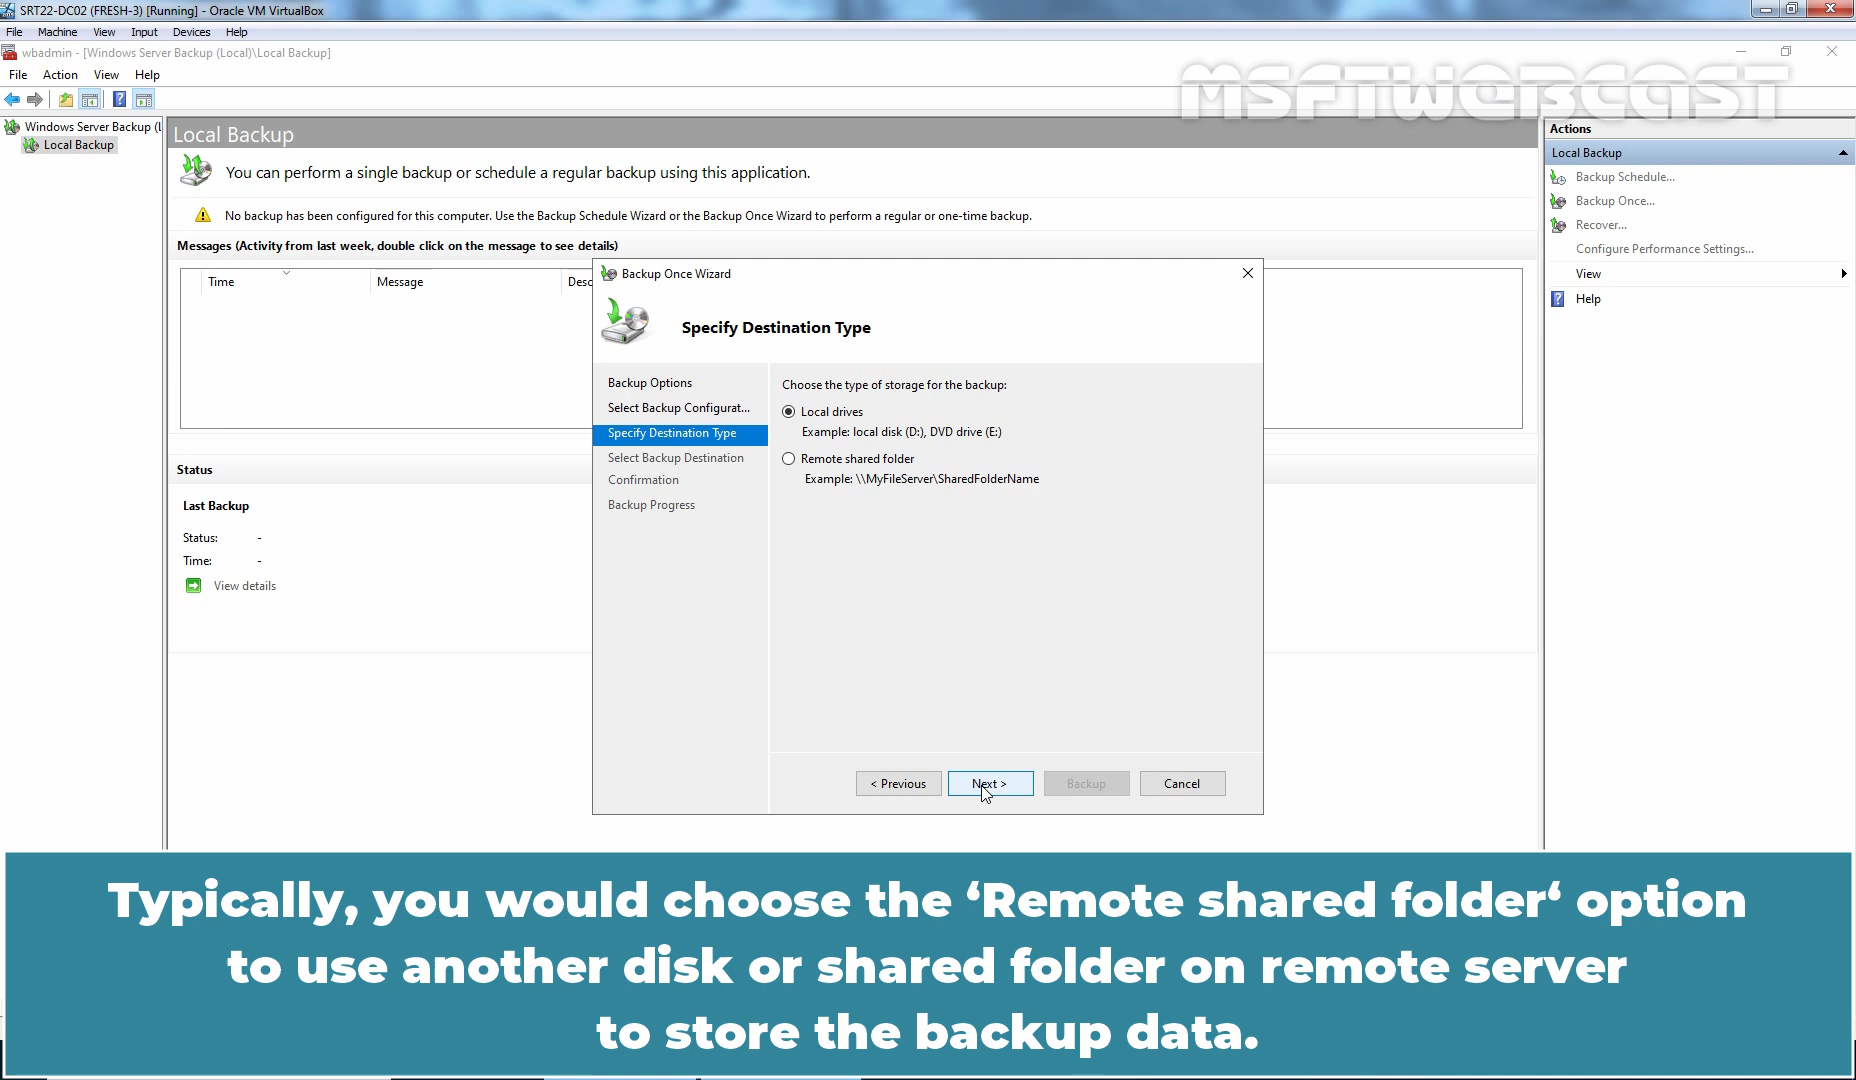 SRT22-DC02 (FRESH-3) [Running] - Oracle VM VirtualBox
File Machine View Input Devices Help
wbadmin - [Windows Server Backup (Local)\Local Backup]
File Action View Help
MSFTWEBCAST
Windows Server Backup (L
Local Backup
Local Backup
You can perform a single backup or schedule a regular backup using this application.
No backup has been configured for this computer. Use the Backup Schedule Wizard or the Backup Once Wizard to perform a regular or one-time backup.
Messages (Activity from last week, double click on the message to see details)
Time Message Desc
Status
Last Backup
Status: -
Time: -
View details
Backup Once Wizard
Specify Destination Type
Backup Options
Select Backup Configurat...
Specify Destination Type
Select Backup Destination
Confirmation
Backup Progress
Choose the type of storage for the backup:
Local drives
Example: local disk (D:), DVD drive (E:)
Remote shared folder
Example: \\MyFileServer\SharedFolderName
< Previous Next > Backup Cancel
Actions
Local Backup
Backup Schedule...
Backup Once...
Recover...
Configure Performance Settings...
View
Help
Typically, you would choose the ‘Remote shared folder‘ option
to use another disk or shared folder on remote server
to store the backup data.